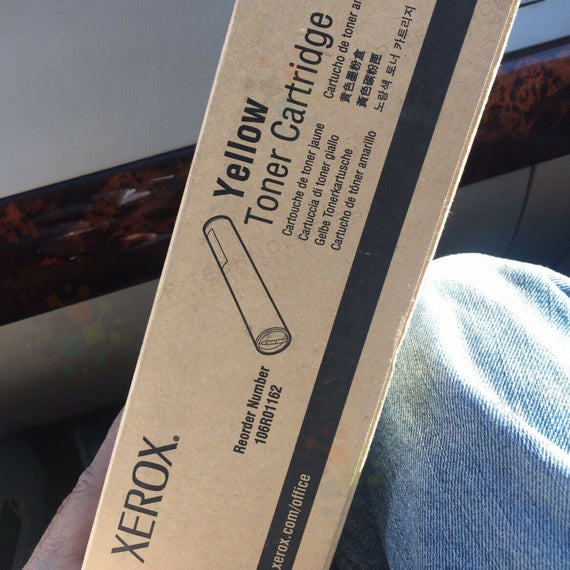 Yellow
Toner Cartridge
Cartouche de toner jaune
Cartuccia di toner giallo
Gelbe Tonerkartusche
Cartucho de tóner amarillo
Cartucho de toner
黃色墨粉盒
黃色碳粉匣
노랑색 토너 카트리지
Reorder Number
106R01162
XEROX.
xerox.com/office